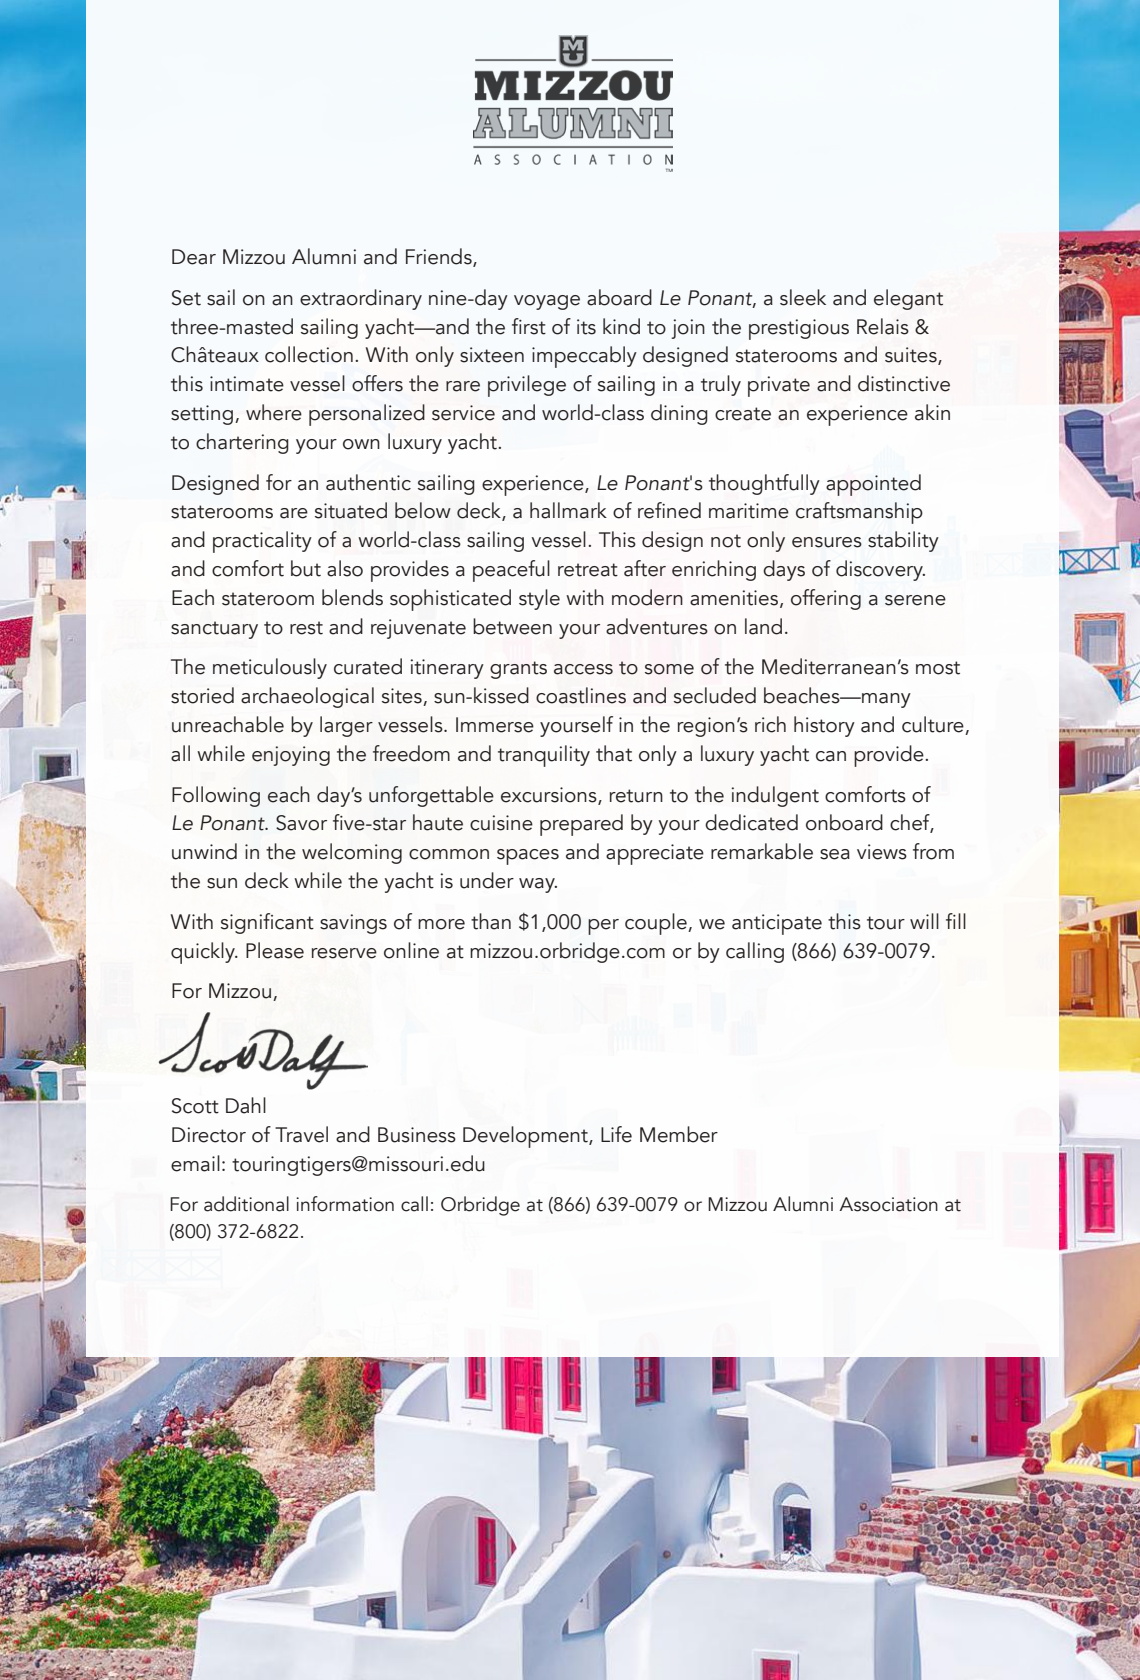 MIZZOU
ALUMNI
ASSOCIATION™
Dear Mizzou Alumni and Friends,
Set sail on an extraordinary nine-day voyage aboard Le Ponant, a sleek and elegant
three-masted sailing yacht—and the first of its kind to join the prestigious Relais &
Châteaux collection. With only sixteen impeccably designed staterooms and suites,
this intimate vessel offers the rare privilege of sailing in a truly private and distinctive
setting, where personalized service and world-class dining create an experience akin
to chartering your own luxury yacht.
Designed for an authentic sailing experience, Le Ponant's thoughtfully appointed
staterooms are situated below deck, a hallmark of refined maritime craftsmanship
and practicality of a world-class sailing vessel. This design not only ensures stability
and comfort but also provides a peaceful retreat after enriching days of discovery.
Each stateroom blends sophisticated style with modern amenities, offering a serene
sanctuary to rest and rejuvenate between your adventures on land.
The meticulously curated itinerary grants access to some of the Mediterranean’s most
storied archaeological sites, sun-kissed coastlines and secluded beaches—many
unreachable by larger vessels. Immerse yourself in the region’s rich history and culture,
all while enjoying the freedom and tranquility that only a luxury yacht can provide.
Following each day’s unforgettable excursions, return to the indulgent comforts of
Le Ponant. Savor five-star haute cuisine prepared by your dedicated onboard chef,
unwind in the welcoming common spaces and appreciate remarkable sea views from
the sun deck while the yacht is under way.
With significant savings of more than $1,000 per couple, we anticipate this tour will fill
quickly. Please reserve online at mizzou.orbridge.com or by calling (866) 639-0079.
For Mizzou,
Scott Dahl
Scott Dahl
Director of Travel and Business Development, Life Member
email: touringtigers@missouri.edu
For additional information call: Orbridge at (866) 639-0079 or Mizzou Alumni Association at
(800) 372-6822.